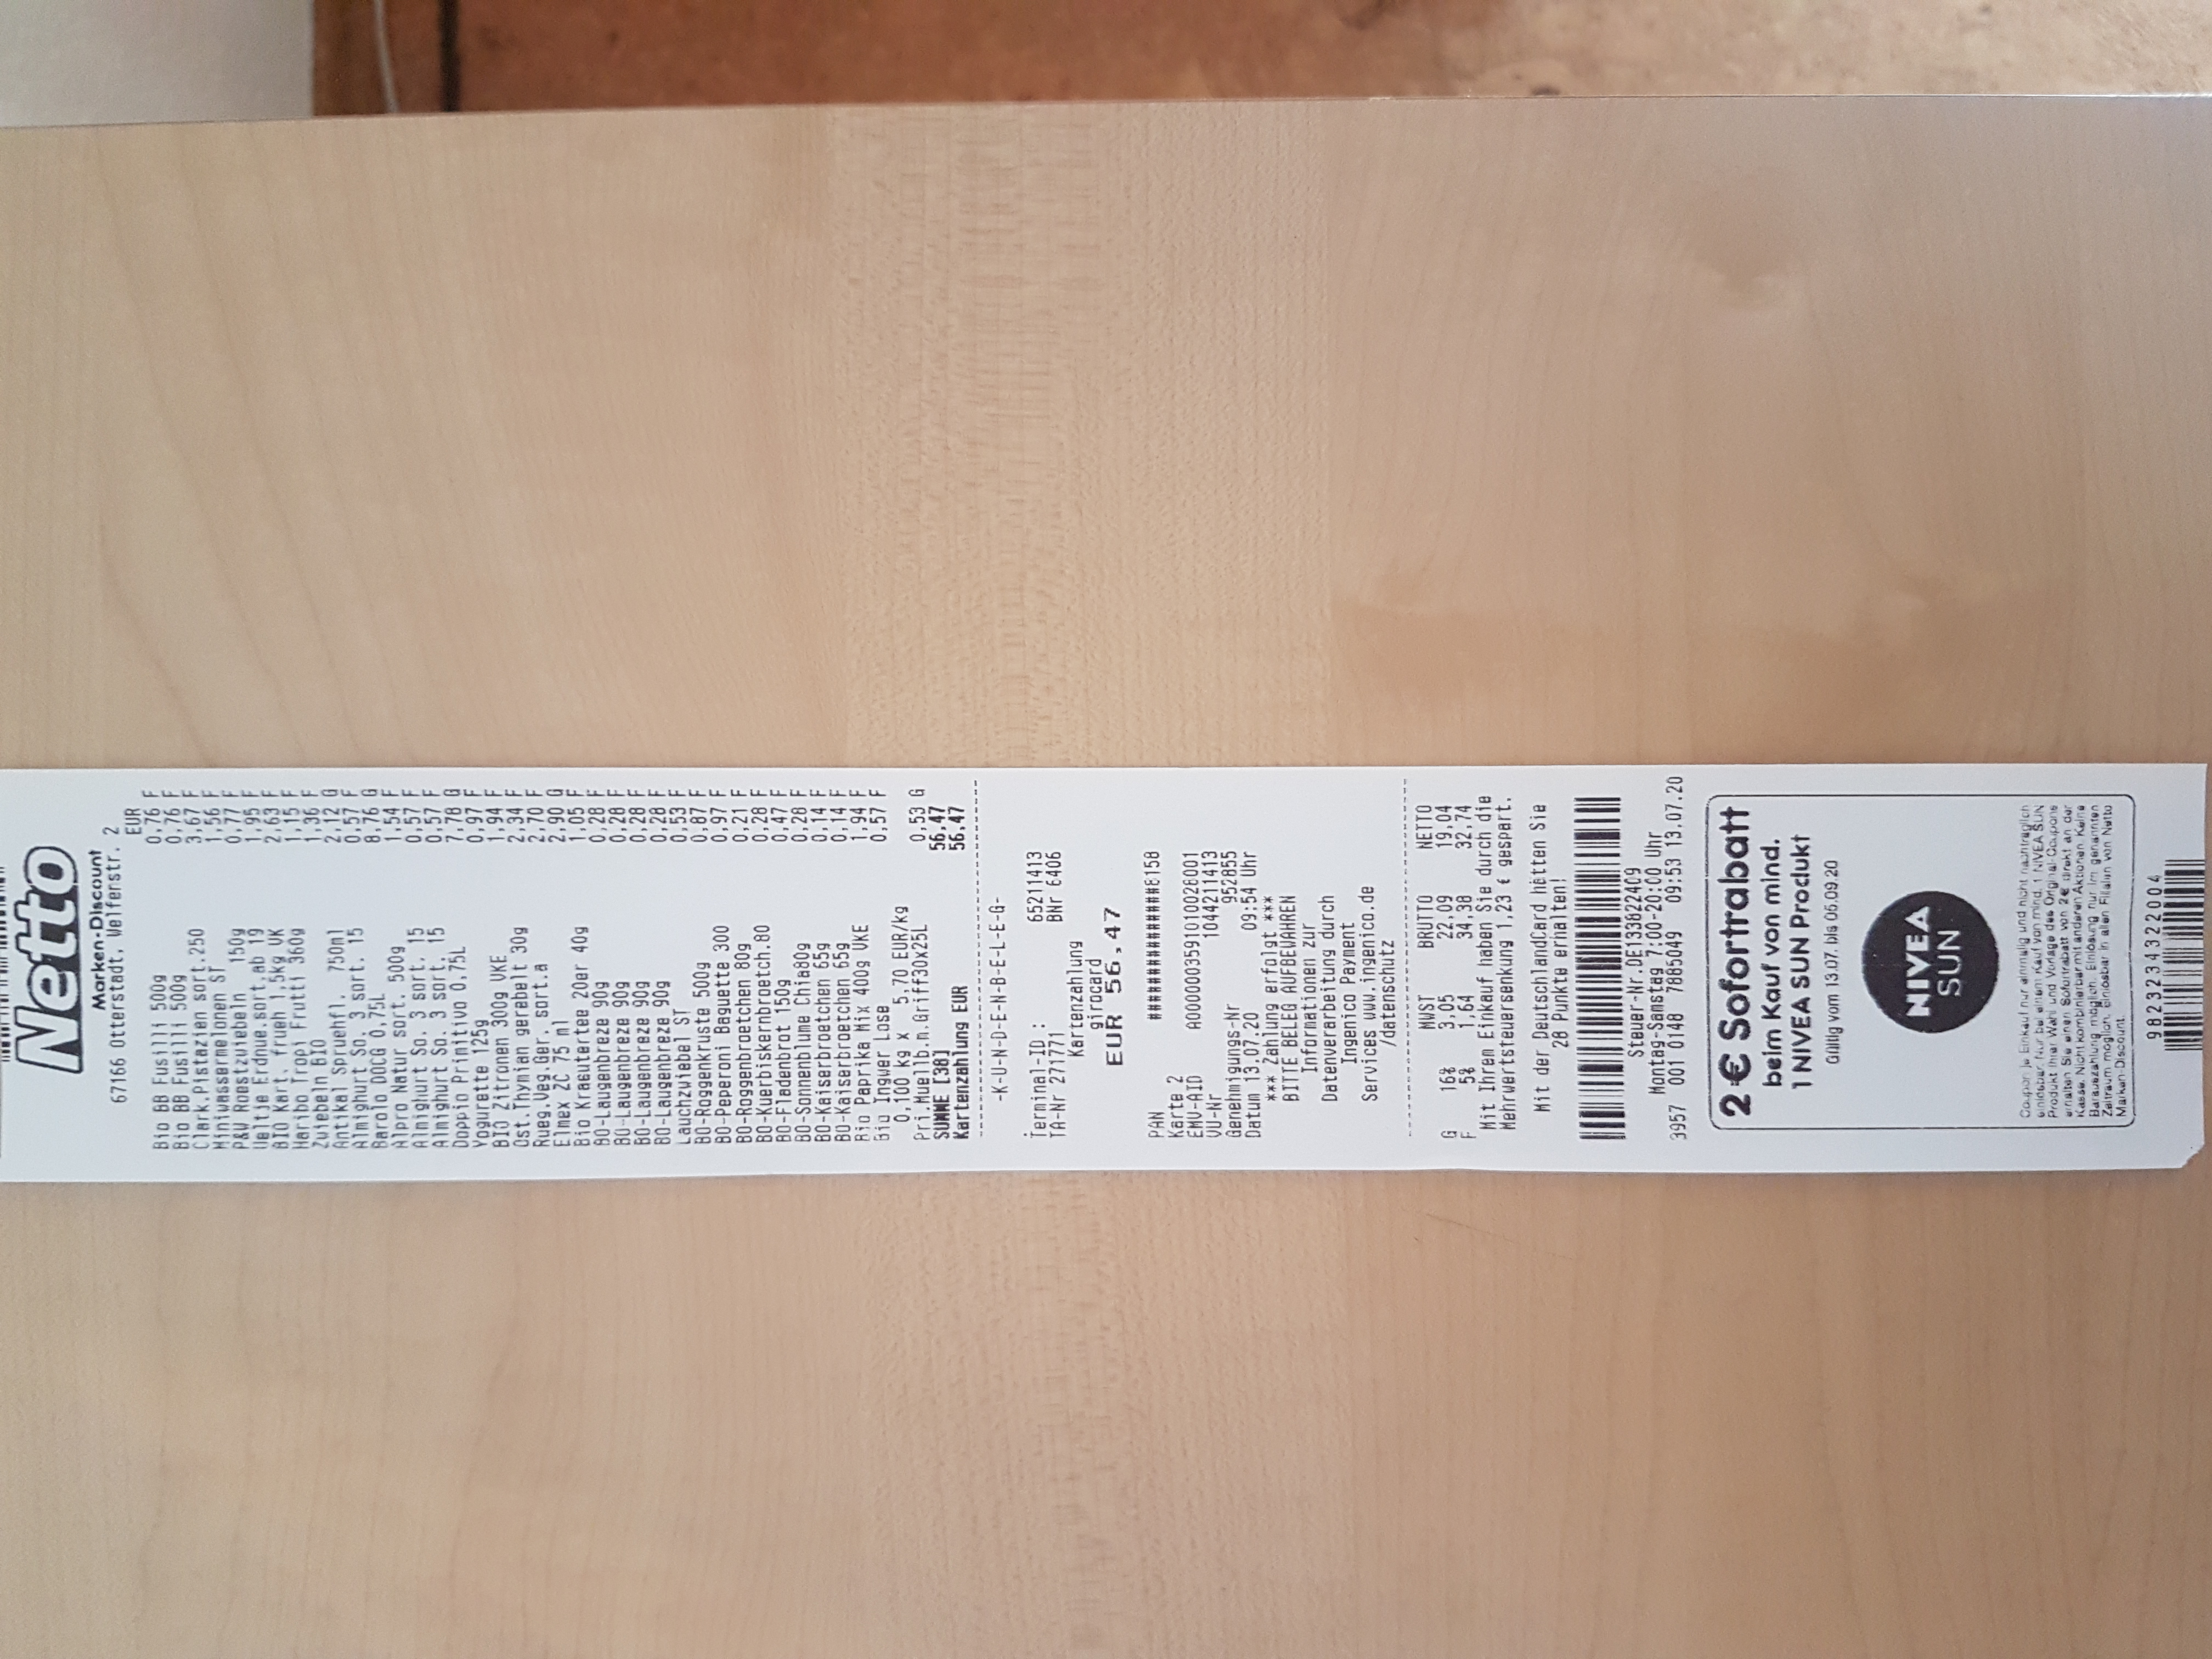 Netto
Marken-Discount
67166 Otterstadt, Welferstr. 2
EUR
Bio BB Fusilli 500g 0,76 F
Bio BB Fusilli 500g 0,76 F
Clark.Pistazien sort.250 3,67 F
Miniwassermelonen ST 1,56 F
P&W Roestzwiebeln 150g 0,77 F
Ueltje Erdnue.sort.ab 19 1,95 F
BIO Kart. frueh 1,5kg VK 2,63 F
Haribo Tropi Frutti 360g 1,15 F
Zwiebeln BIO 1,36 F
Antikal Spruehfl. 750ml 2,12 G
Almighurt So. 3 sort. 15 0,57 F
Barolo DOCG 0,75L 8,76 G
Alpro Natur sort. 500g 1,54 F
Almighurt So. 3 sort. 15 0,57 F
Almighurt So. 3 sort. 15 0,57 F
Doppio Primitivo 0,75L 7,78 G
Yogurette 125g 0,97 F
BIO Zitronen 300g VKE 1,94 F
Ost.Thymian gerebelt 30g 2,34 F
Rueg.Veg.Ger. sort.a 2,70 F
Elmex ZC 75 ml 2,90 G
Bio Kraeutertee 20er 40g 1,05 F
BO-Laugenbreze 90g 0,28 F
BO-Laugenbreze 90g 0,28 F
BO-Laugenbreze 90g 0,28 F
BO-Laugenbreze 90g 0,28 F
Lauchzwiebel ST 0,53 F
BO-Roggenkruste 500g 0,87 F
BO-Peperoni Baguette 300 0,97 F
BO-Roggenbroetchen 80g 0,21 F
BO-Kuerbiskernbroetch.80 0,28 F
BO-Fladenbrot 150g 0,47 F
BO-Sonnenblume Chia80g 0,28 F
BO-Kaiserbroetchen 65g 0,14 F
BO-Kaiserbroetchen 65g 0,14 F
Bio Paprika Mix 400g VKE 1,94 F
Bio Ingwer Lose 0,57 F
0,100 kg x 5,70 EUR/kg
Pri.Muellb.m.Griff30x25L 0,53 G
SUMME [38] 56,47
Kartenzahlung EUR 56,47
-K-U-N-D-E-N-B-E-L-E-G-
Terminal-ID : 65211413
TA-Nr 271771 BNr 6406
Kartenzahlung
girocard
EUR 56,47
PAN ###############8158
Karte 2
EMV-AID A0000003591010028001
VU-Nr 1044211413
Genehmigungs-Nr 952855
Datum 13.07.20 09:54 Uhr
*** Zahlung erfolgt ***
BITTE BELEG AUFBEWAHREN
Informationen zur
Datenverarbeitung durch
Ingenico Payment
Services www.ingenico.de
/datenschutz
MWST BRUTTO NETTO
G 16% 3,05 22,09 19,04
F 5% 1,64 34,38 32,74
Mit Ihrem Einkauf haben Sie durch die
Mehrwertsteuersenkung 1,23 € gespart.
Mit der DeutschlandCard hätten Sie
28 Punkte erhalten!
Steuer-Nr.DE133822409
Montag-Samstag 7:00-20:00 Uhr
3957 001 0148 7885049 09:53 13.07.20
2 € Sofortrabatt
beim Kauf von mind.
1 NIVEA SUN Produkt
Gültig vom 13.07. bis 05.09.20
NIVEA
SUN
Coupon je Einkauf nur einmalig und nicht nachträglich
einlösbar. Nur bei einem Kauf von mind. 1 NIVEA SUN
Produkt Ihrer Wahl und Vorlage des Original-Coupons
erhalten Sie einen Sofortrabatt von 2€ direkt an der
Kasse. Nicht kombinierbar mit anderen Aktionen. Keine
Barauszahlung möglich. Einlösung nur im genannten
Zeitraum möglich. Einlösbar in allen Filialen von Netto
Marken-Discount.
9823234322004